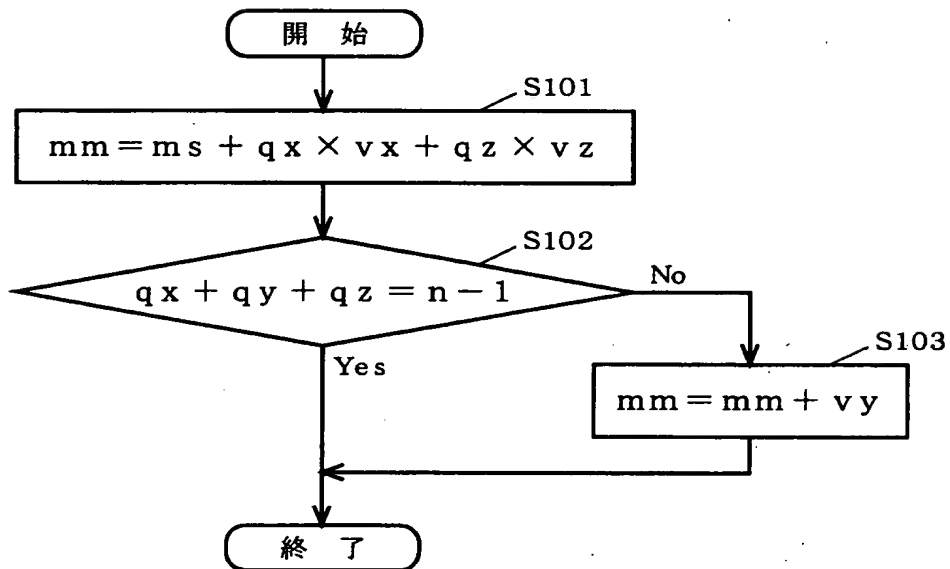 開始
S101
mm=ms+qx×vx+qz×vz
S102
qx+qy+qz=n-1
No
Yes
S103
mm=mm+vy
終了